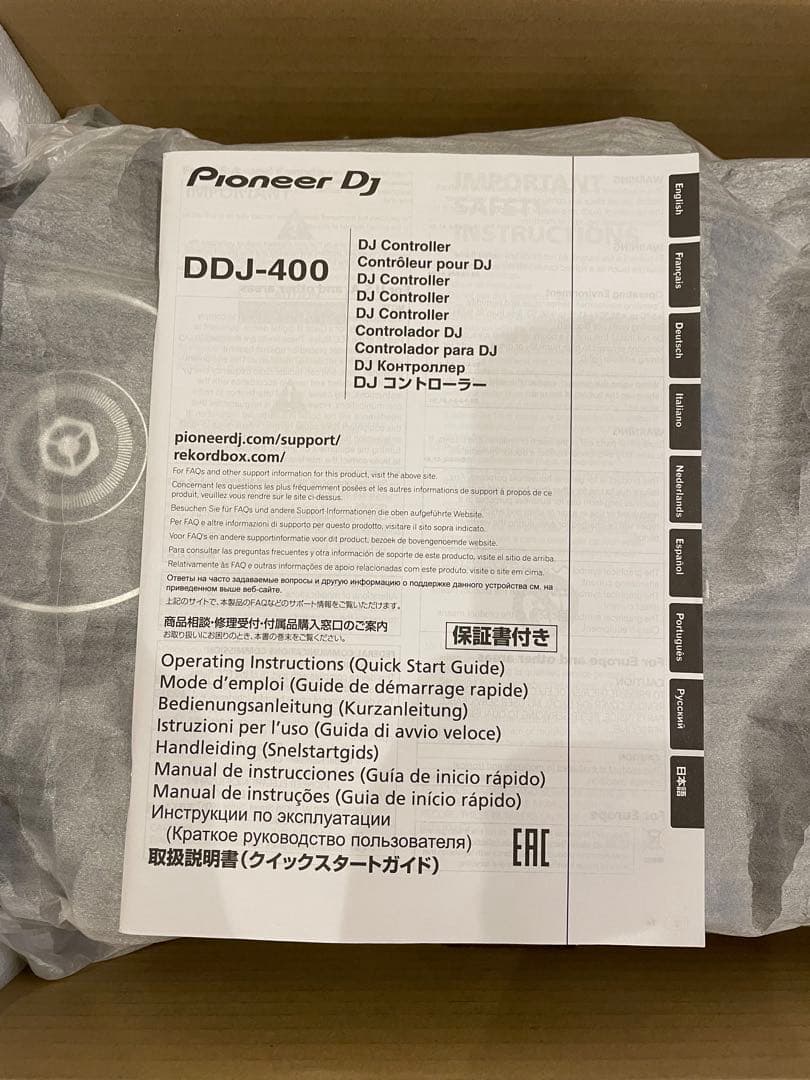 Pioneer Dj
DDJ-400
DJ Controller
Contrôleur pour DJ
DJ Controller
DJ Controller
DJ Controller
Controlador DJ
Controlador para DJ
DJ Контроллер
DJ コントローラー
pioneerdj.com/support/
rekordbox.com/
For FAQs and other support information for this product, visit the above site.
Concernant les questions les plus fréquemment posées et les autres informations de support à propos de ce
produit, veuillez vous rendre sur le site ci-dessus.
Besuchen Sie für FAQs und andere Support-Informationen die oben aufgeführte Website.
Per FAQ e altre informazioni di supporto per questo prodotto, visitare il sito sopra indicato.
Voor FAQ's en andere supportinformatie voor dit product, bezoek de bovengenoemde website.
Para consultar las preguntas frecuentes y otra información de soporte de este producto, visite el sitio de arriba.
Relativamente às FAQ e outras informações de apoio relacionadas com este produto, visite o site em cima.
Ответы на часто задаваемые вопросы и другую информацию о поддержке данного устройства см. на
приведенном выше веб-сайте.
上記のサイトで、本製品のFAQなどのサポート情報をご覧いただけます。
商品相談・修理受付・付属品購入窓口のご案内
お取り扱いにお困りのとき、本書の巻末をご覧ください。
保証書付き
Operating Instructions (Quick Start Guide)
Mode d'emploi (Guide de démarrage rapide)
Bedienungsanleitung (Kurzanleitung)
Istruzioni per l'uso (Guida di avvio veloce)
Handleiding (Snelstartgids)
Manual de instrucciones (Guía de inicio rápido)
Manual de instruções (Guia de início rápido)
Инструкции по эксплуатации
(Краткое руководство пользователя)
取扱説明書(クイックスタートガイド)
EAC
English
Français
Deutsch
Italiano
Nederlands
Español
Português
Русский
日本語